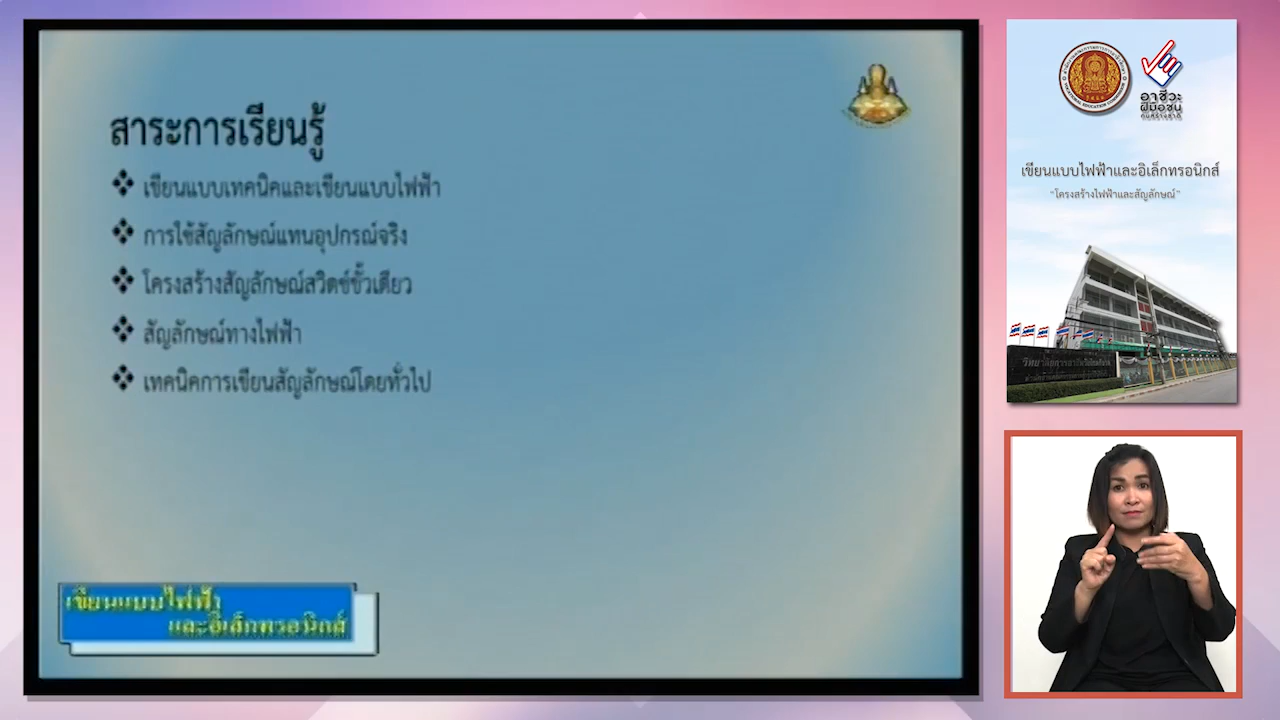 สาระการเรียนรู้
เขียนแบบเทคนิคและเขียนแบบไฟฟ้า
การใช้สัญลักษณ์แทนอุปกรณ์จริง
โครงสร้างสัญลักษณ์สวิตช์ขั้วเดียว
สัญลักษณ์ทางไฟฟ้า
เทคนิคการเขียนสัญลักษณ์โดยทั่วไป
เขียนแบบไฟฟ้า
และอิเล็กทรอนิกส์
อาชีวะ
ฝีมือชน
คนสร้างชาติ
เขียนแบบไฟฟ้าและอิเล็กทรอนิกส์
"โครงสร้างไฟฟ้าและสัญลักษณ์"